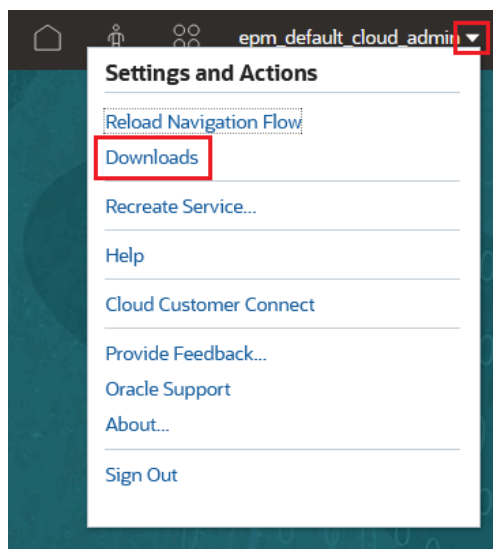 epm_default_cloud_admin
Settings and Actions
Reload Navigation Flow
Downloads
Recreate Service...
Help
Cloud Customer Connect
Provide Feedback...
Oracle Support
About...
Sign Out